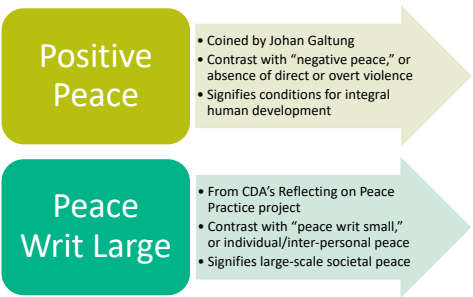 Positive
Peace
• Coined by Johan Galtung
• Contrast with “negative peace,” or
absence of direct or overt violence
• Signifies conditions for integral
human development
Peace
Writ Large
• From CDA’s Reflecting on Peace
Practice project
• Contrast with “peace writ small,”
or individual/inter-personal peace
• Signifies large-scale societal peace